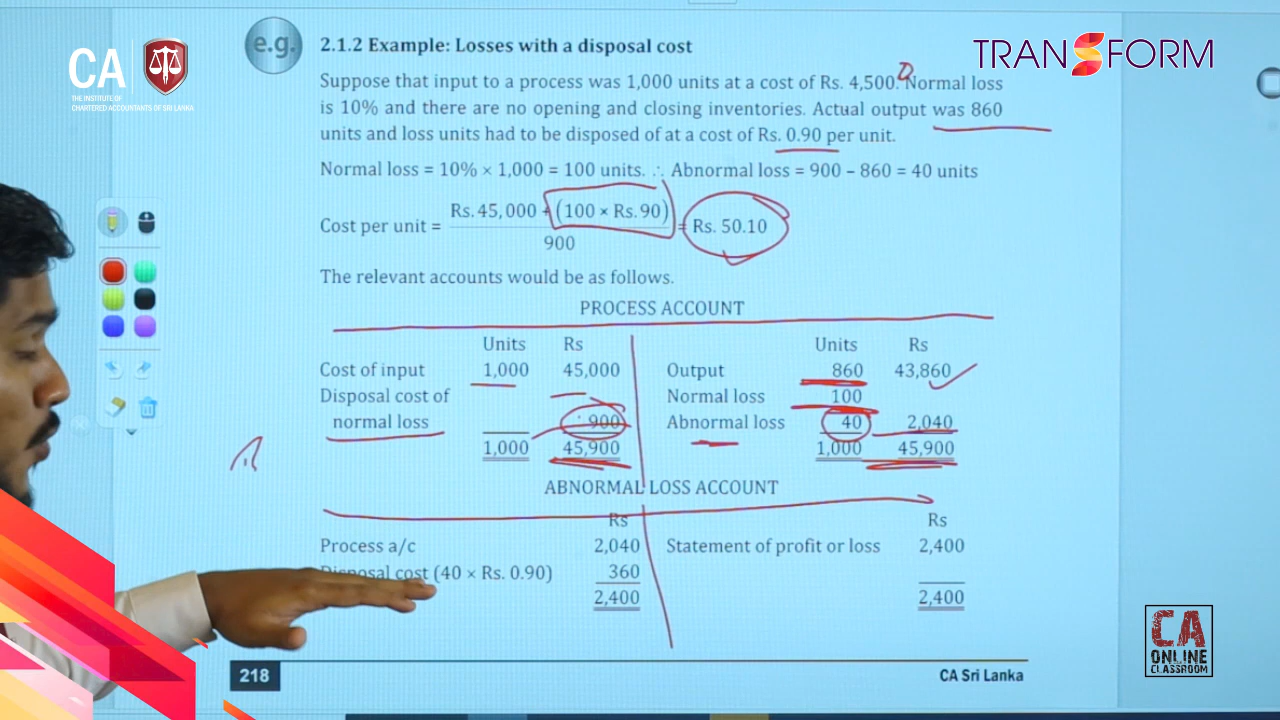 CA
THE INSTITUTE OF
CHARTERED ACCOUNTANTS OF SRI LANKA
TRANSFORM
e.g.
2.1.2 Example: Losses with a disposal cost
Suppose that input to a process was 1,000 units at a cost of Rs. 4,500. Normal loss
is 10% and there are no opening and closing inventories. Actual output was 860
units and loss units had to be disposed of at a cost of Rs. 0.90 per unit.
Normal loss = 10% × 1,000 = 100 units. ∴ Abnormal loss = 900 – 860 = 40 units
Cost per unit = Rs. 45,000 + (100 × Rs. 90) / 900 = Rs. 50.10
The relevant accounts would be as follows.
PROCESS ACCOUNT
Units Rs Units Rs
Cost of input 1,000 45,000 Output 860 43,860
Disposal cost of Normal loss 100
normal loss 900 Abnormal loss 40 2,040
1,000 45,900 1,000 45,900
ABNORMAL LOSS ACCOUNT
Rs Rs
Process a/c 2,040 Statement of profit or loss 2,400
Disposal cost (40 × Rs. 0.90) 360
2,400 2,400
218 CA Sri Lanka
CA
ONLINE
CLASSROOM